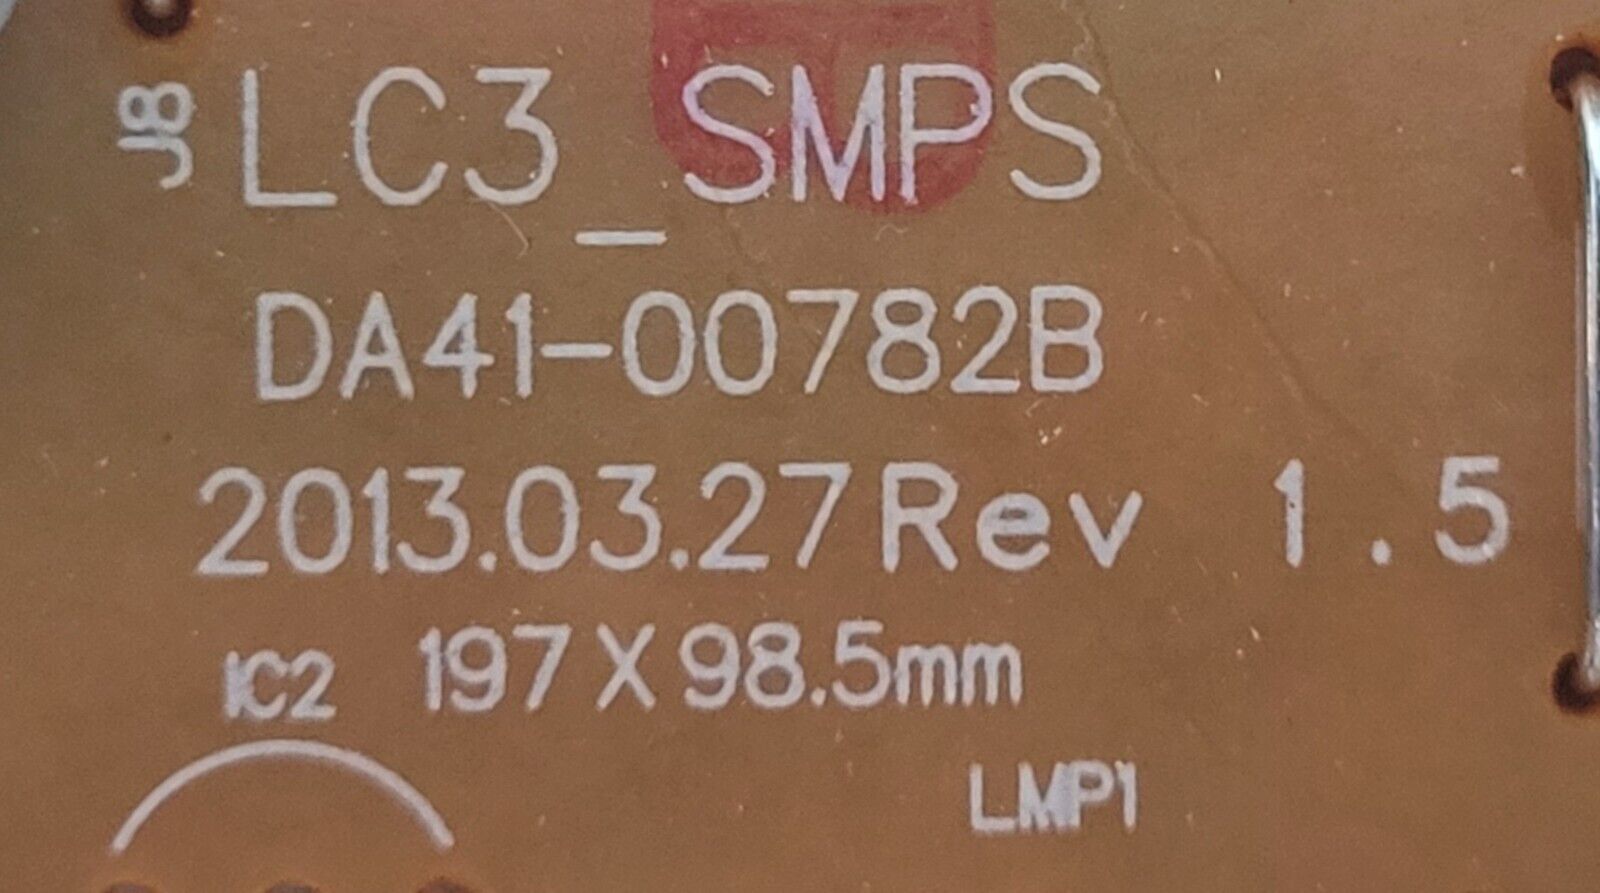 J8
LC3_SMPS
DA41-00782B
2013.03.27 Rev 1.5
IC2
197 X 98.5mm
LMP1